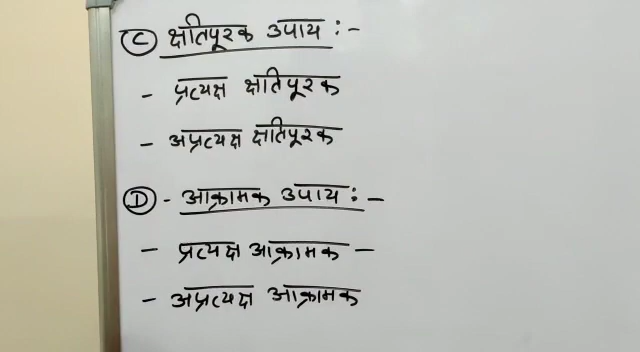 Ⓒ क्षतिपूरक उपाय :-
- प्रत्यक्ष क्षतिपूरक
- अप्रत्यक्ष क्षतिपूरक
Ⓓ - आक्रामक उपाय : -
- प्रत्यक्ष आक्रामक -
- अप्रत्यक्ष आक्रामक